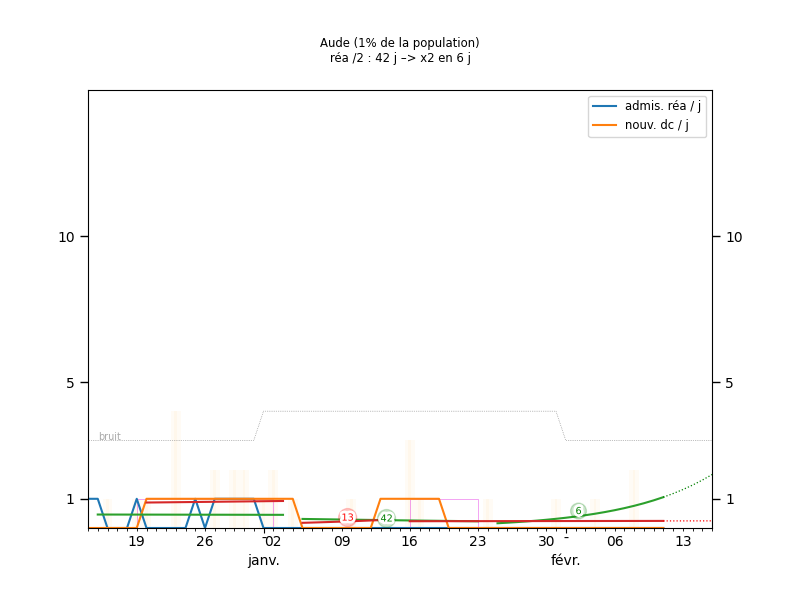 Aude (1% de la population)
réa /2 : 42 j –> x2 en 6 j
admis. réa / j
nouv. dc / j
10
10
5
5
bruit
1
1
13
42
6
19
26
02
09
16
23
30
06
13
janv.
févr.